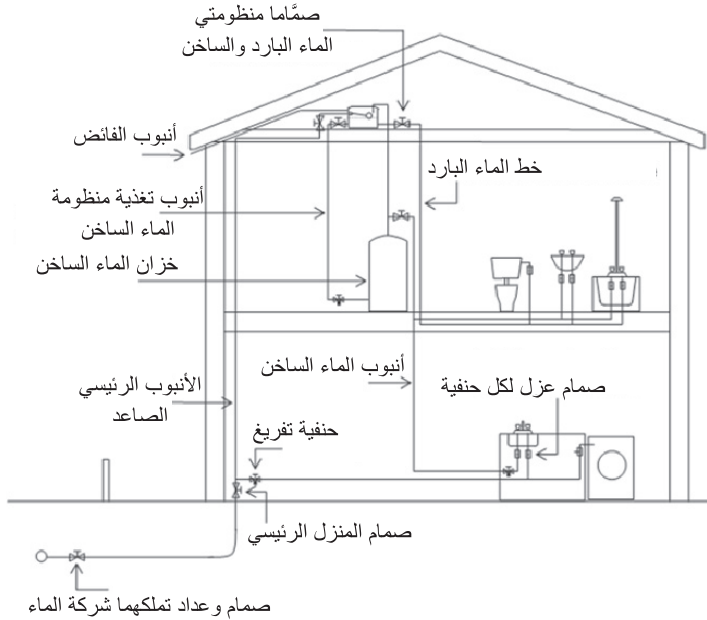 صمَّاما منظومتي
الماء البارد والساخن
أنبوب الفائض
خط الماء البارد
أنبوب تغذية منظومة
الماء الساخن
خزان الماء الساخن
أنبوب الماء الساخن
صمام عزل لكل حنفية
الأنبوب الرئيسي
الصاعد
حنفية تفريغ
صمام المنزل الرئيسي
صمام وعداد تملكهما شركة الماء